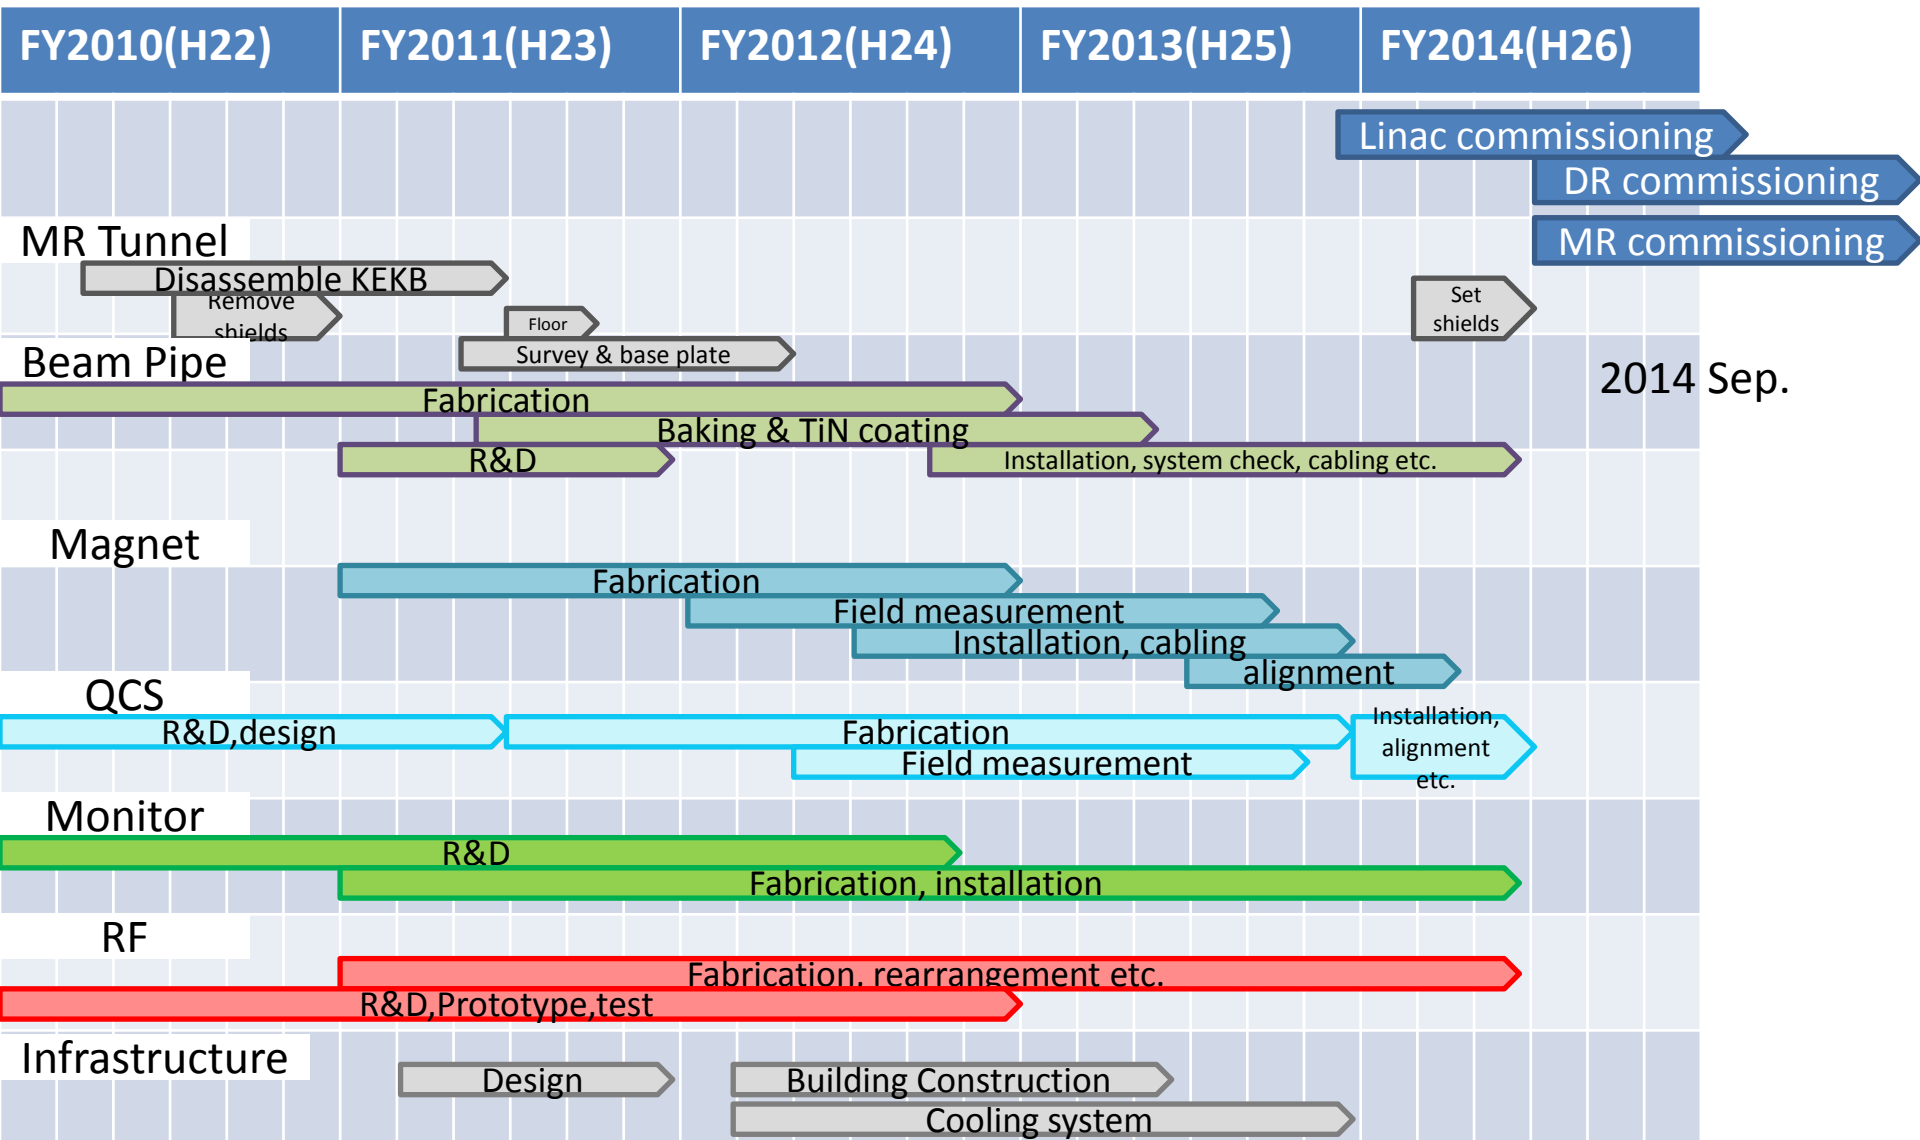 FY2010(H22) FY2011(H23) FY2012(H24) FY2013(H25) FY2014(H26)
Linac commissioning
DR commissioning
MR Tunnel
MR commissioning
Disassemble KEKB
Remove
shields
Floor
Set
shields
Survey & base plate
Beam Pipe
2014 Sep.
Fabrication
Baking & TiN coating
R&D
Installation, system check, cabling etc.
Magnet
Fabrication
Field measurement
Installation, cabling
alignment
QCS
R&D,design
Fabrication
Field measurement
Installation,
alignment
etc.
Monitor
R&D
Fabrication, installation
RF
Fabrication, rearrangement etc.
R&D,Prototype,test
Infrastructure
Design
Building Construction
Cooling system